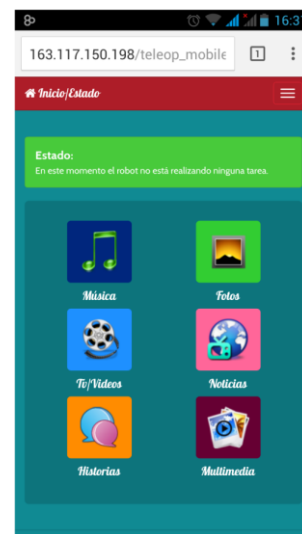 16:3
163.117.150.198/teleop_mobile
1
Inicio/Estado
Estado:
En este momento el robot no está realizando ninguna tarea.
Música
Fotos
Tv/Videos
Noticias
Historias
Multimedia